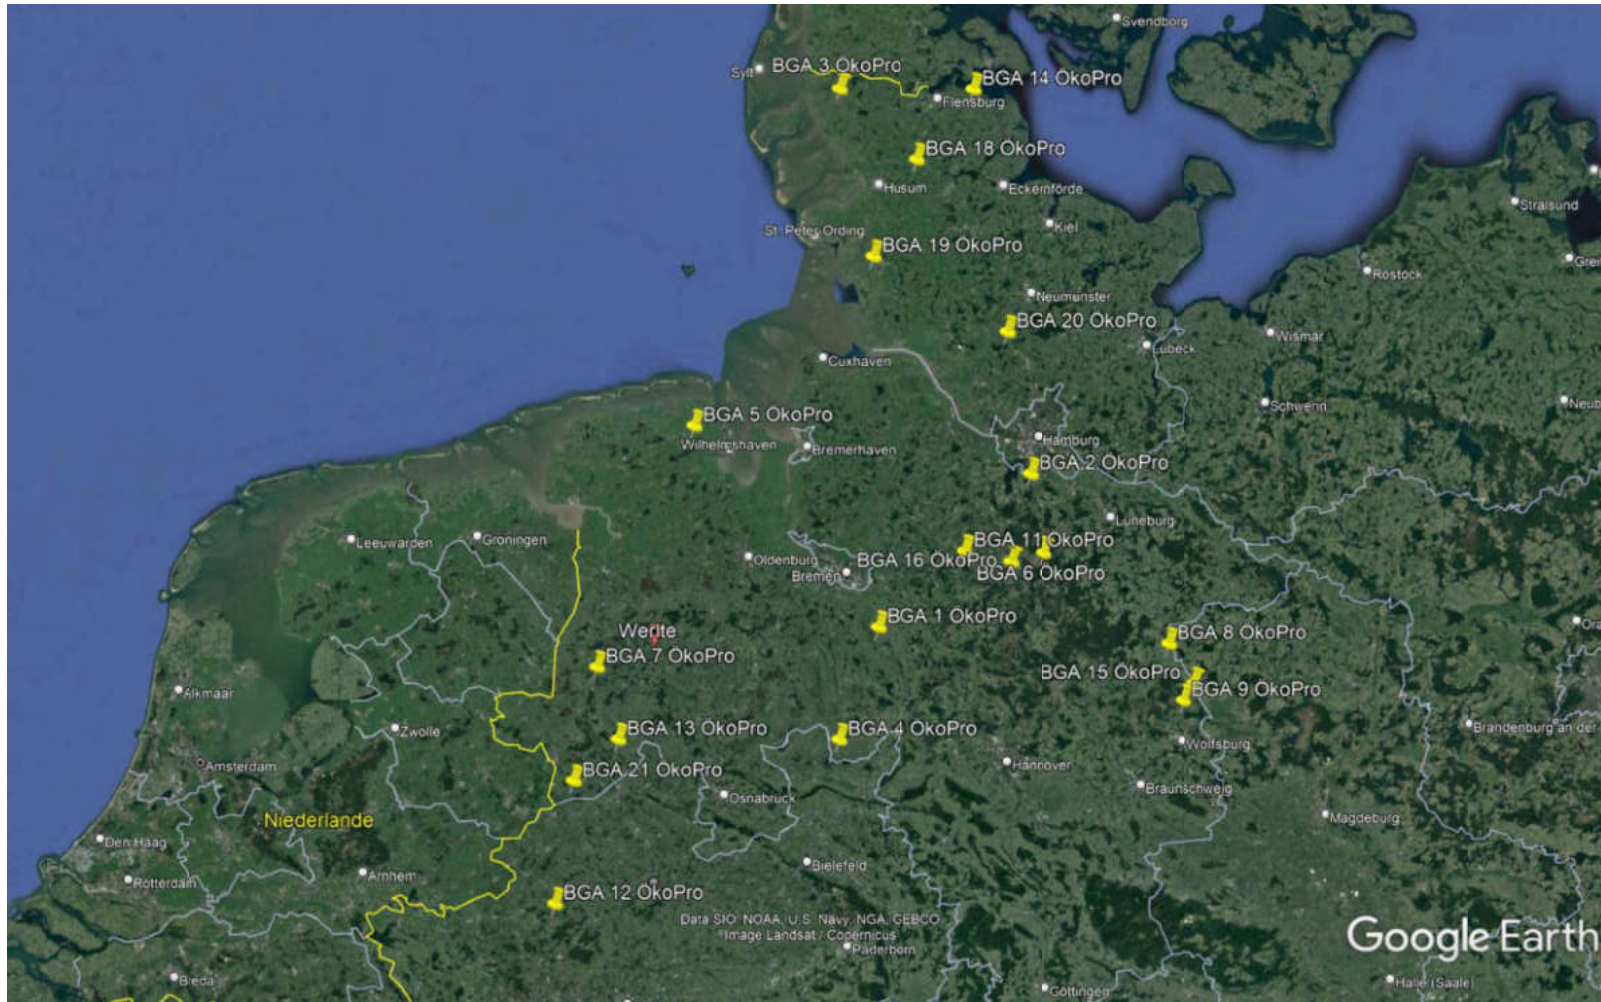 Svendborg
Sylt
BGA 3 ÖkoPro
BGA 14 ÖkoPro
Flensburg
BGA 18 ÖkoPro
Husum
Eckernförde
Stralsund
Kiel
St. Peter-Ording
BGA 19 ÖkoPro
Rostock
Grei
Neumünster
BGA 20 ÖkoPro
Wismar
Lübeck
Cuxhaven
Schwerin
Neub
BGA 5 ÖkoPro
Wilhelmshaven
Bremerhaven
Hamburg
BGA 2 ÖkoPro
Lüneburg
Leeuwarden
Groningen
BGA 11 ÖkoPro
Oldenburg
BGA 16 ÖkoPro
Bremen
BGA 6 ÖkoPro
BGA 1 ÖkoPro
Ora
Werlte
BGA 8 ÖkoPro
BGA 7 ÖkoPro
BGA 15 ÖkoPro
Alkmaar
BGA 9 ÖkoPro
Zwolle
BGA 13 ÖkoPro
BGA 4 ÖkoPro
Brandenburg an der
Wolfsburg
Amsterdam
BGA 21 ÖkoPro
Hannover
Osnabrück
Braunschweig
Niederlande
Magdeburg
Den Haag
Bielefeld
Arnhem
Rotterdam
BGA 12 ÖkoPro
Data SIO, NOAA, U.S. Navy, NGA, GEBCO
Image Landsat / Copernicus
Google Earth
Paderborn
Breda
Göttingen
Halle (Saale)